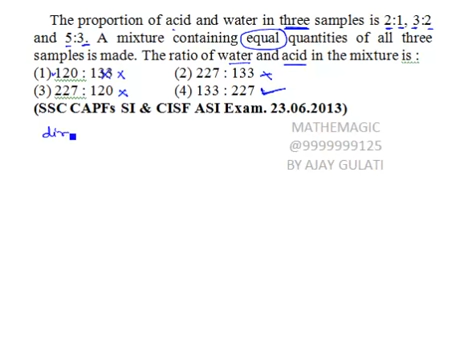 The proportion of acid and water in three samples is 2:1, 3:2
and 5:3. A mixture containing equal quantities of all three
samples is made. The ratio of water and acid in the mixture is :
(1) 120 : 133 x (2) 227 : 133 x
(3) 227 : 120 x (4) 133 : 227 ✓
(SSC CAPFs SI & CISF ASI Exam. 23.06.2013)
MATHEMAGIC
dir
@9999999125
BY AJAY GULATI